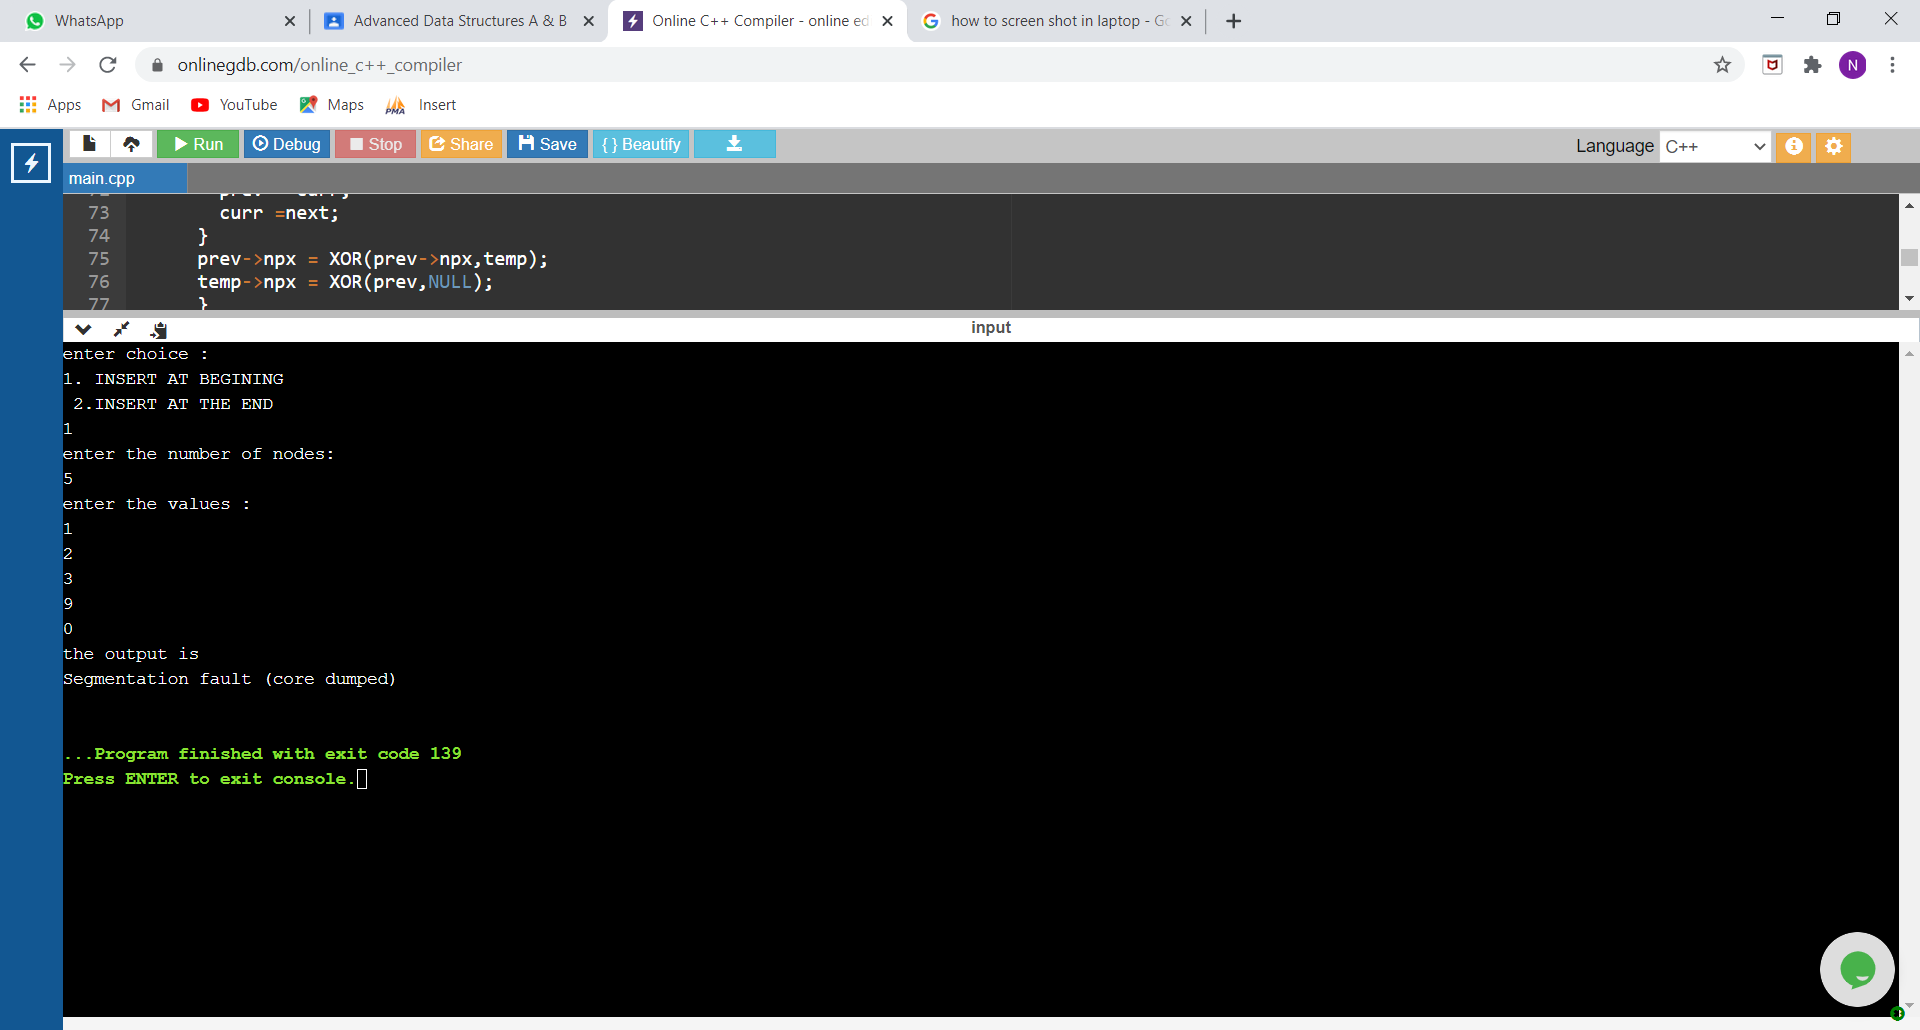 WhatsApp
Advanced Data Structures A & B
Online C++ Compiler - online ed
how to screen shot in laptop - Go
onlinegdb.com/online_c++_compiler
N
Apps
Gmail
YouTube
Maps
PMA
Insert
Run
Debug
Stop
Share
Save
{ } Beautify
Language
C++
main.cpp
73 curr =next;
74 }
75 prev->npx = XOR(prev->npx,temp);
76 temp->npx = XOR(prev,NULL);
77 }
input
enter choice :
1. INSERT AT BEGINING
2.INSERT AT THE END
1
enter the number of nodes:
5
enter the values :
1
2
3
9
0
the output is
Segmentation fault (core dumped)
...Program finished with exit code 139
Press ENTER to exit console.